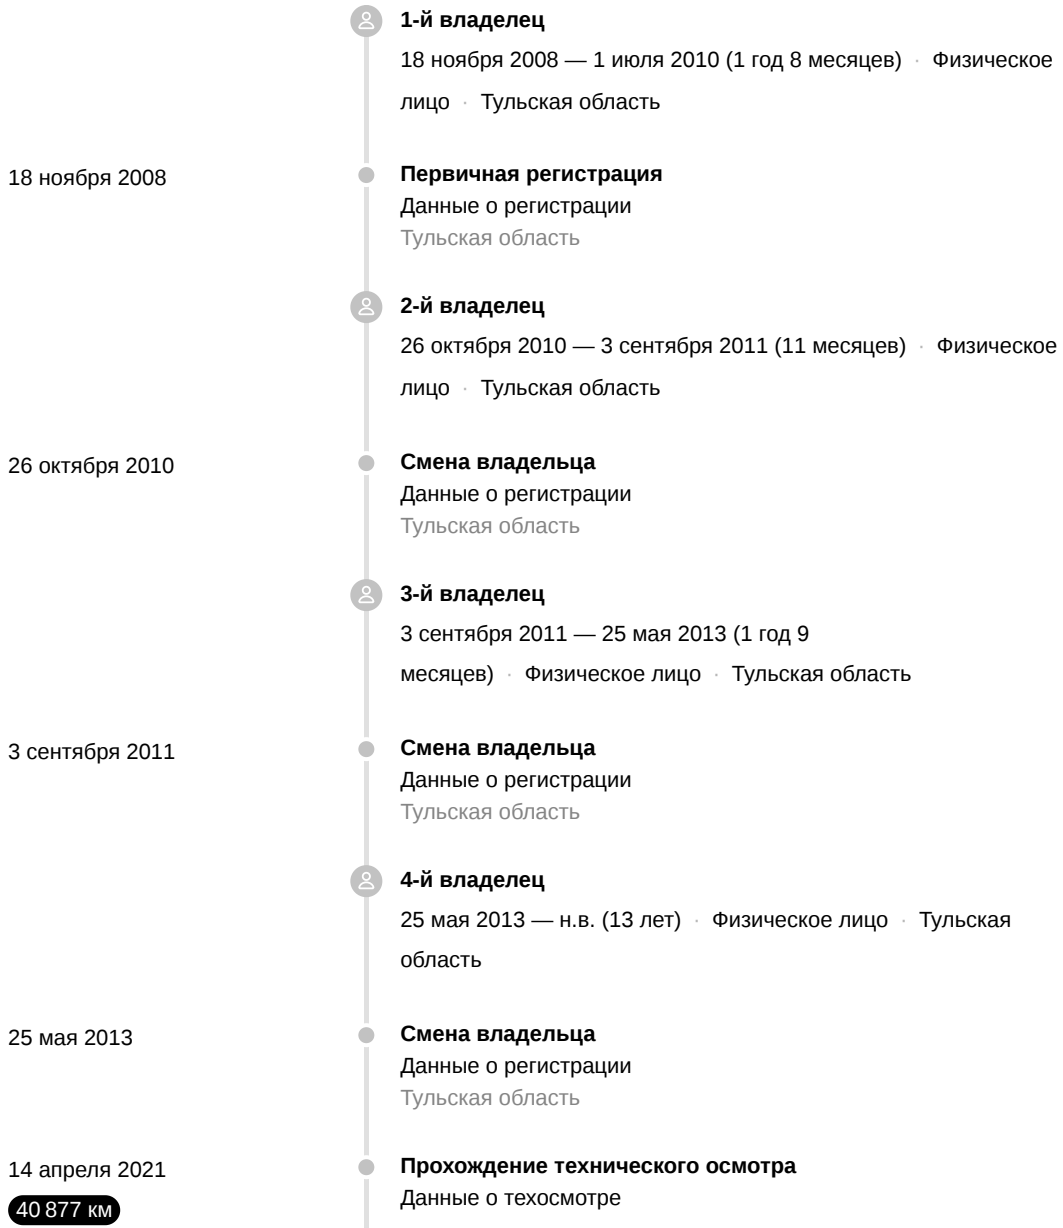 1-й владелец
18 ноября 2008 — 1 июля 2010 (1 год 8 месяцев) · Физическое
лицо · Тульская область
18 ноября 2008
Первичная регистрация
Данные о регистрации
Тульская область
2-й владелец
26 октября 2010 — 3 сентября 2011 (11 месяцев) · Физическое
лицо · Тульская область
26 октября 2010
Смена владельца
Данные о регистрации
Тульская область
3-й владелец
3 сентября 2011 — 25 мая 2013 (1 год 9
месяцев) · Физическое лицо · Тульская область
3 сентября 2011
Смена владельца
Данные о регистрации
Тульская область
4-й владелец
25 мая 2013 — н.в. (13 лет) · Физическое лицо · Тульская
область
25 мая 2013
Смена владельца
Данные о регистрации
Тульская область
14 апреля 2021
40 877 км
Прохождение технического осмотра
Данные о техосмотре